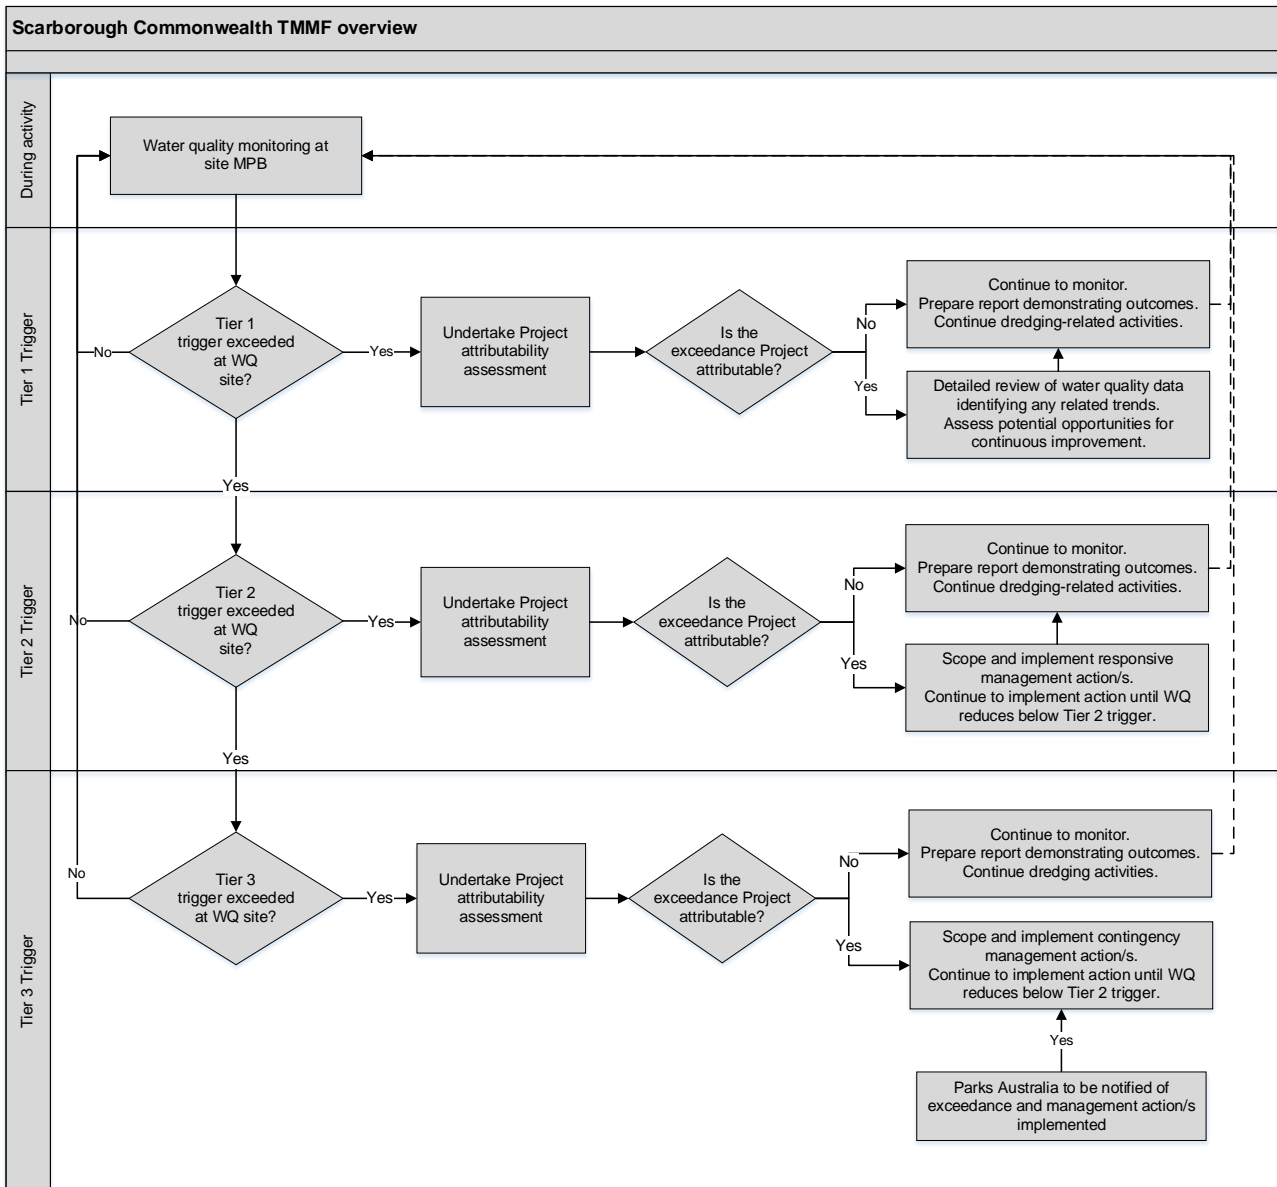 Scarborough Commonwealth TMMF overview
During activity
Water quality monitoring at
site MPB
Tier 1 Trigger
Tier 1
trigger exceeded
at WQ
site?
No
Yes
Undertake Project
attributability
assessment
Is the
exceedance Project
attributable?
No
Yes
Continue to monitor.
Prepare report demonstrating outcomes.
Continue dredging-related activities.
Detailed review of water quality data
identifying any related trends.
Assess potential opportunities for
continuous improvement.
Yes
Tier 2 Trigger
Tier 2
trigger exceeded
at WQ
site?
No
Yes
Undertake Project
attributability
assessment
Is the
exceedance Project
attributable?
No
Yes
Continue to monitor.
Prepare report demonstrating outcomes.
Continue dredging-related activities.
Scope and implement responsive
management action/s.
Continue to implement action until WQ
reduces below Tier 2 trigger.
Yes
Tier 3 Trigger
Tier 3
trigger exceeded
at WQ site?
No
Yes
Undertake Project
attributability
assessment
Is the
exceedance Project
attributable?
No
Yes
Continue to monitor.
Prepare report demonstrating outcomes.
Continue dredging activities.
Scope and implement contingency
management action/s.
Continue to implement action until WQ
reduces below Tier 2 trigger.
Yes
Parks Australia to be notified of
exceedance and management action/s
implemented